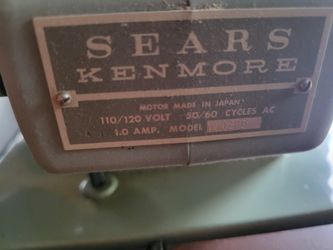 SEARS
KENMORE
MOTOR MADE IN JAPAN
110/120 VOLT 50/60 CYCLES AC
1.0 AMP. MODEL